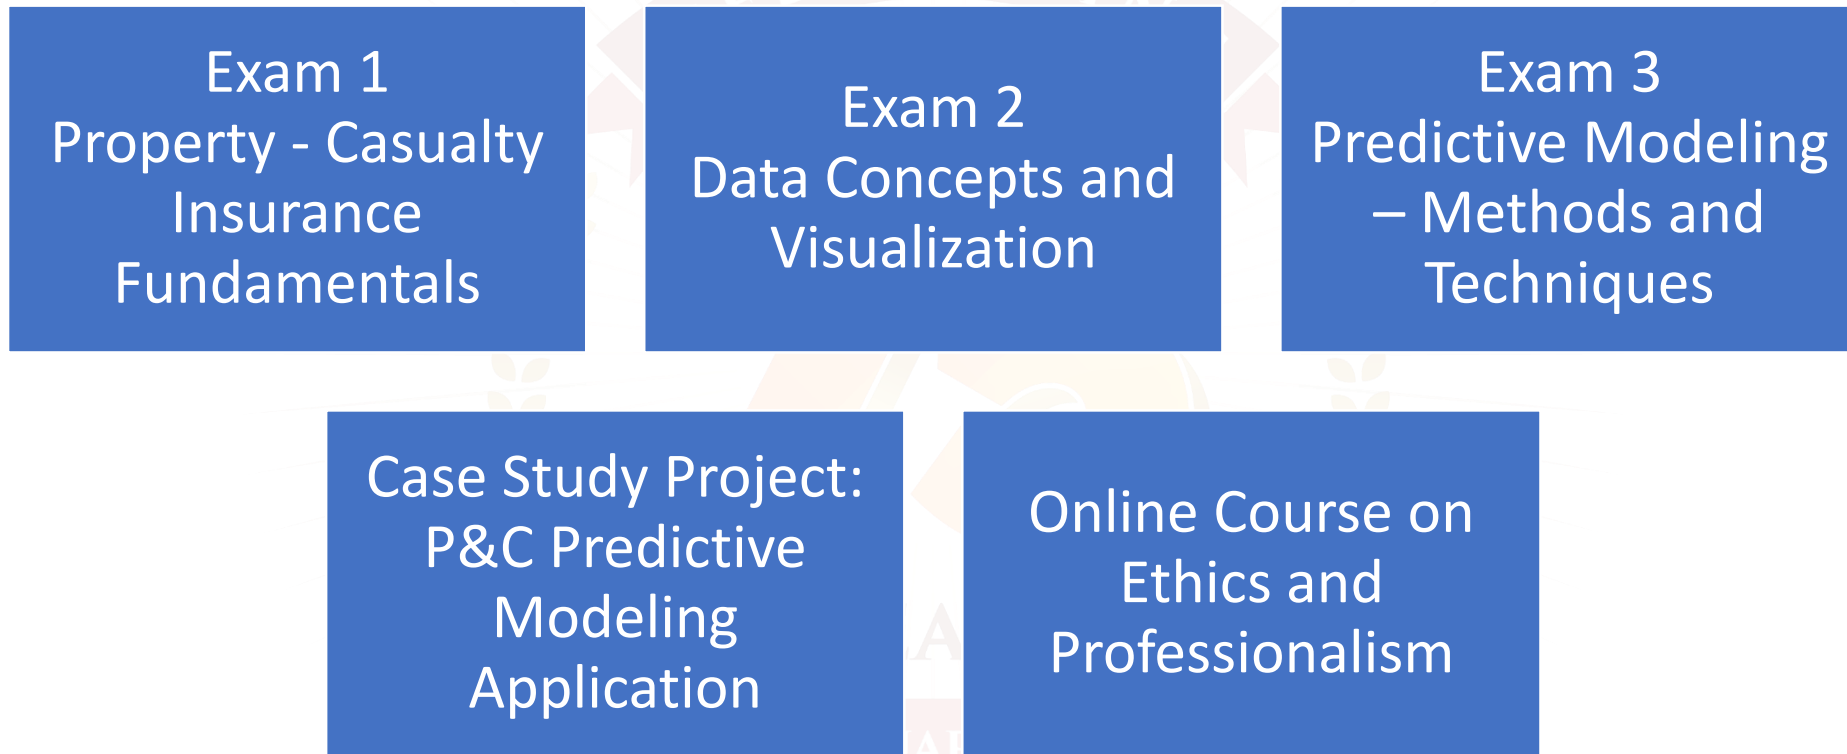 Exam 1
Property - Casualty
Insurance
Fundamentals
Exam 2
Data Concepts and
Visualization
Exam 3
Predictive Modeling
– Methods and
Techniques
Case Study Project:
P&C Predictive
Modeling
Application
Online Course on
Ethics and
Professionalism